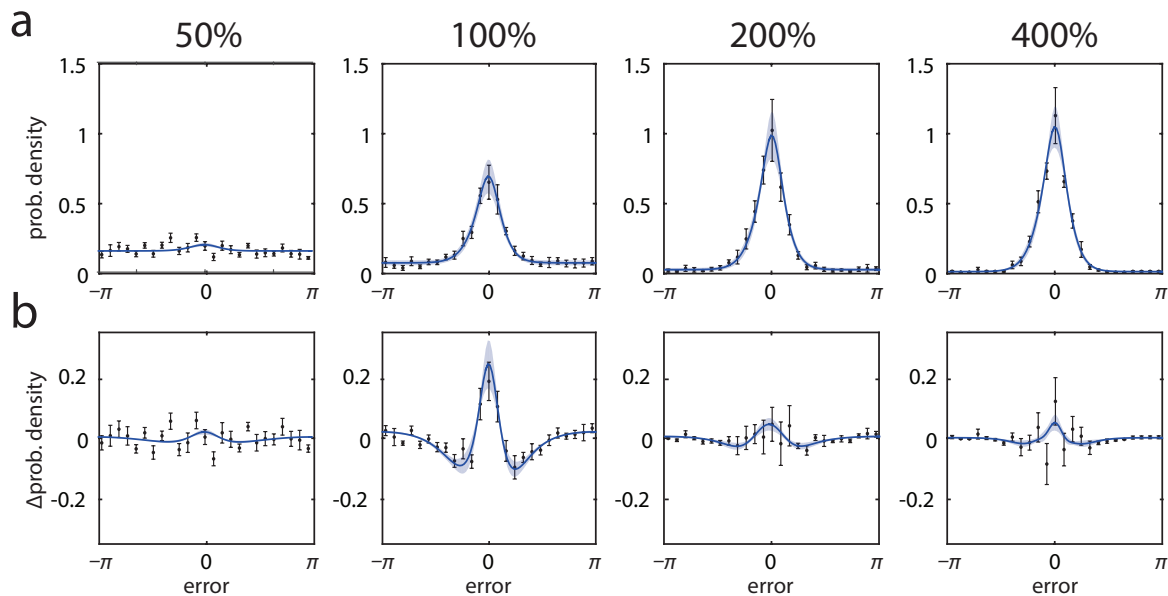 a
50% 100% 200% 400%
prob. density
1.5 1.5 1.5 1.5
1 1 1 1
0.5 0.5 0.5 0.5
0 0 0 0
−π 0 π −π 0 π −π 0 π −π 0 π
b
Δprob. density
0.2 0.2 0.2 0.2
0 0 0 0
-0.2 -0.2 -0.2 -0.2
−π 0 π −π 0 π −π 0 π −π 0 π
error error error error